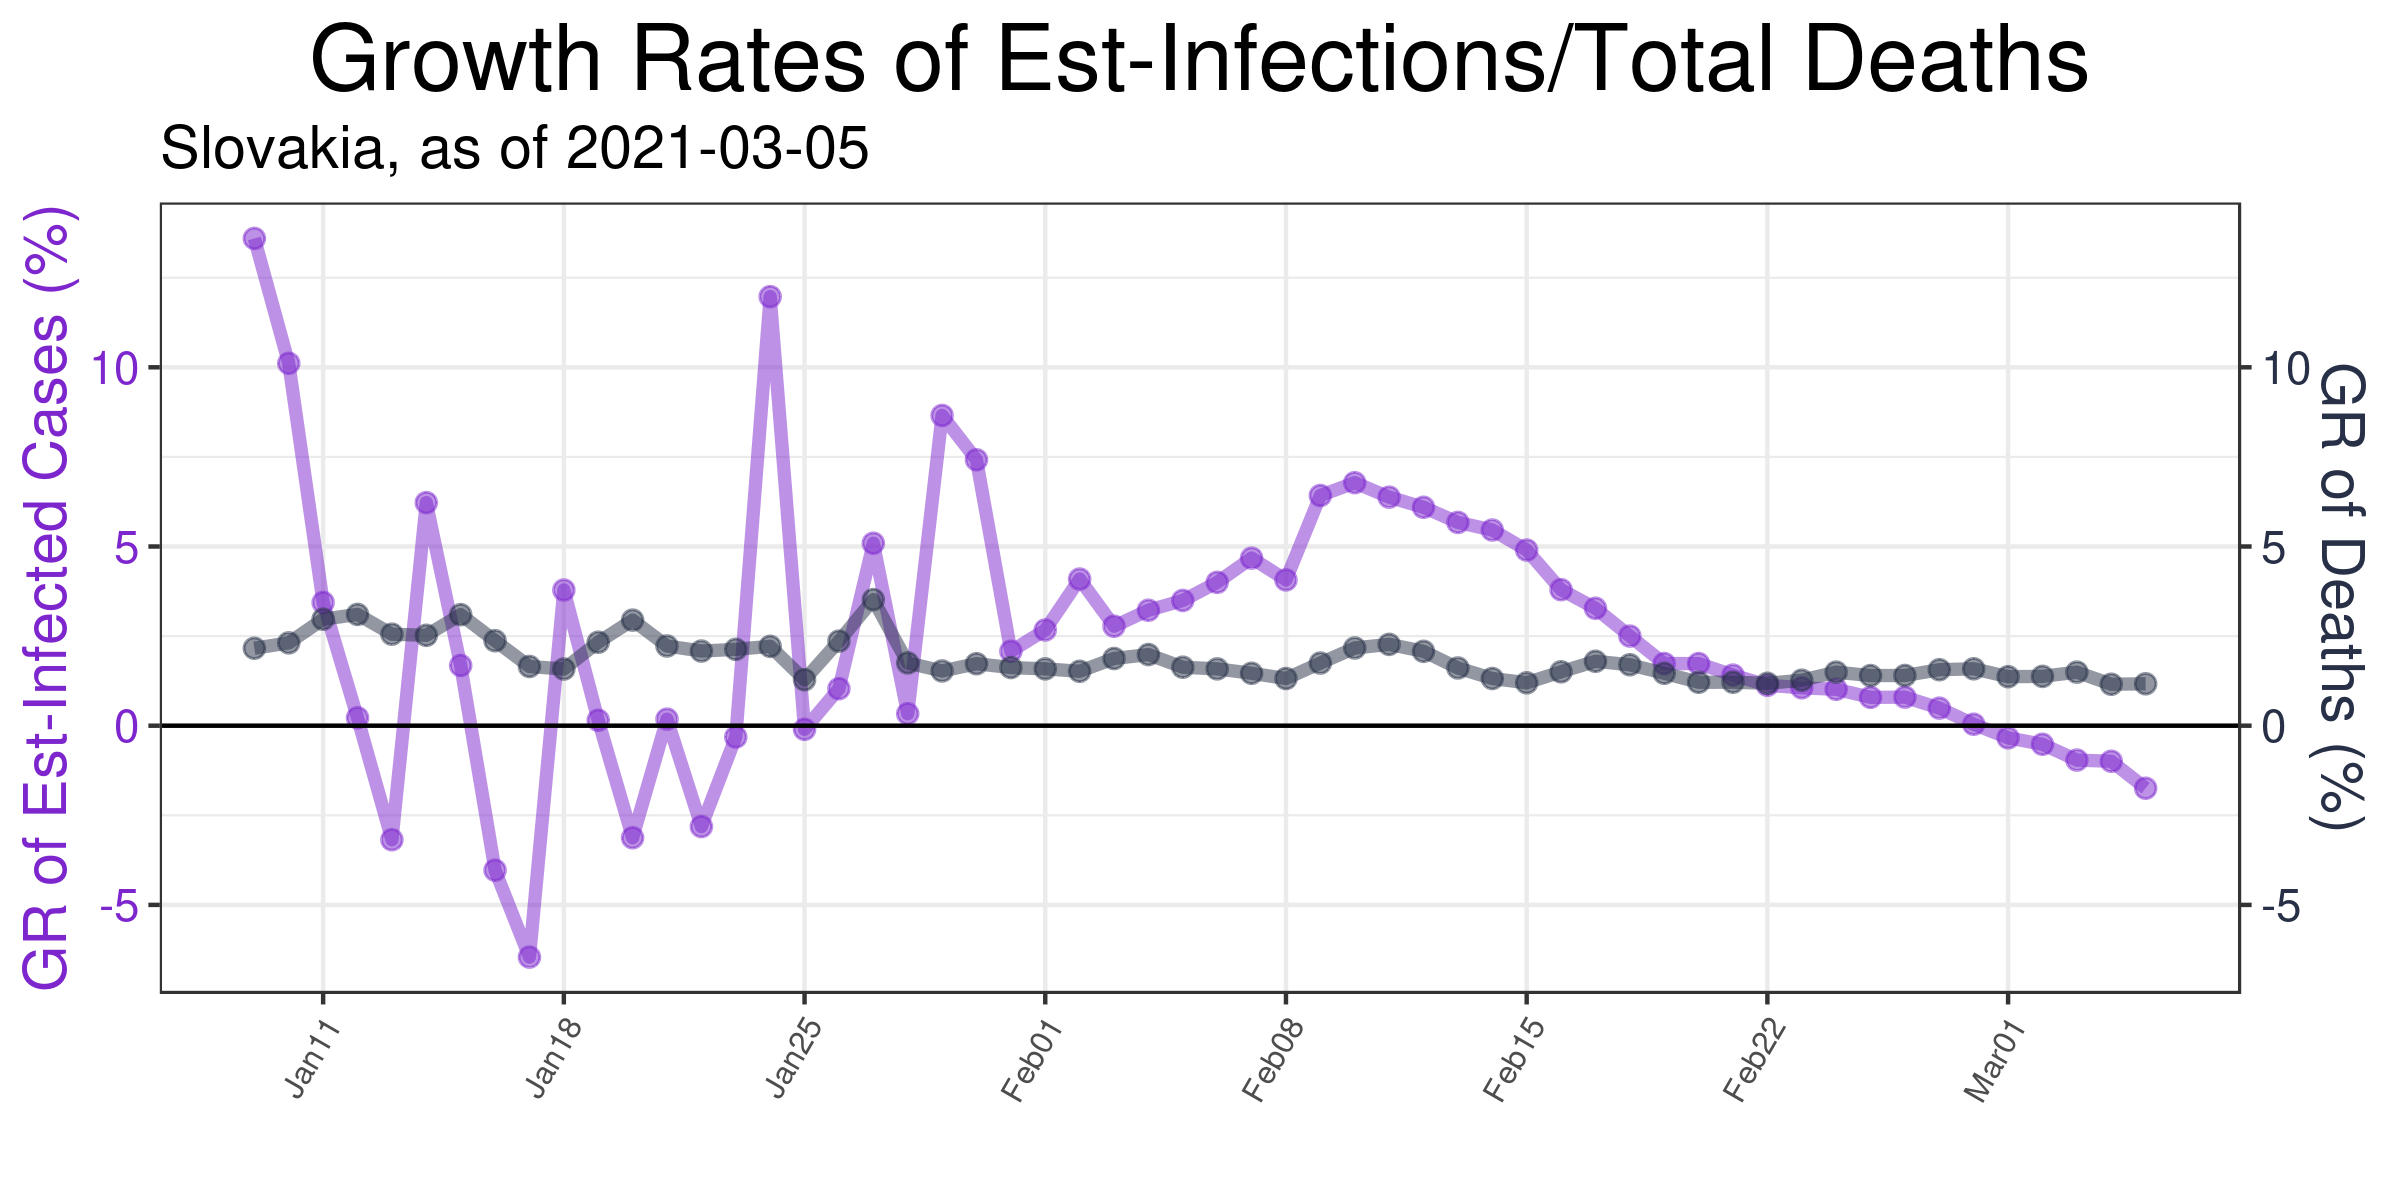 Growth Rates of Est-Infections/Total Deaths
Slovakia, as of 2021-03-05
GR of Est-Infected Cases (%)
10
5
0
-5
10
5
0
-5
GR of Deaths (%)
Jan11
Jan18
Jan25
Feb01
Feb08
Feb15
Feb22
Mar01